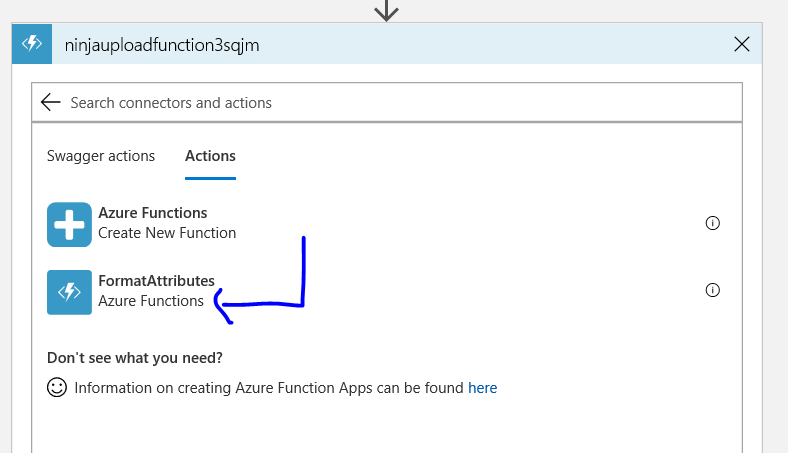 ninjauploadfunction3sqjm
Search connectors and actions
Swagger actions
Actions
Azure Functions
Create New Function
FormatAttributes
Azure Functions
Don't see what you need?
Information on creating Azure Function Apps can be found here